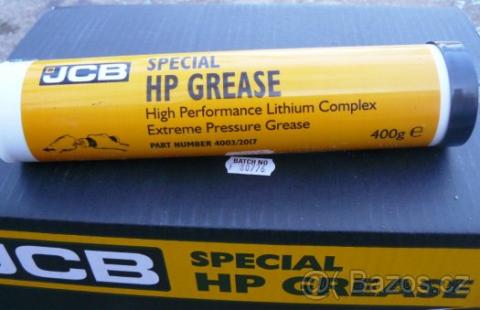 JCB
SPECIAL
HP GREASE
High Performance Lithium Complex
Extreme Pressure Grease
PART NUMBER 4003/2017
400g e
BATCH NO
JCB
SPECIAL
HP GREASE
Bazos.cz